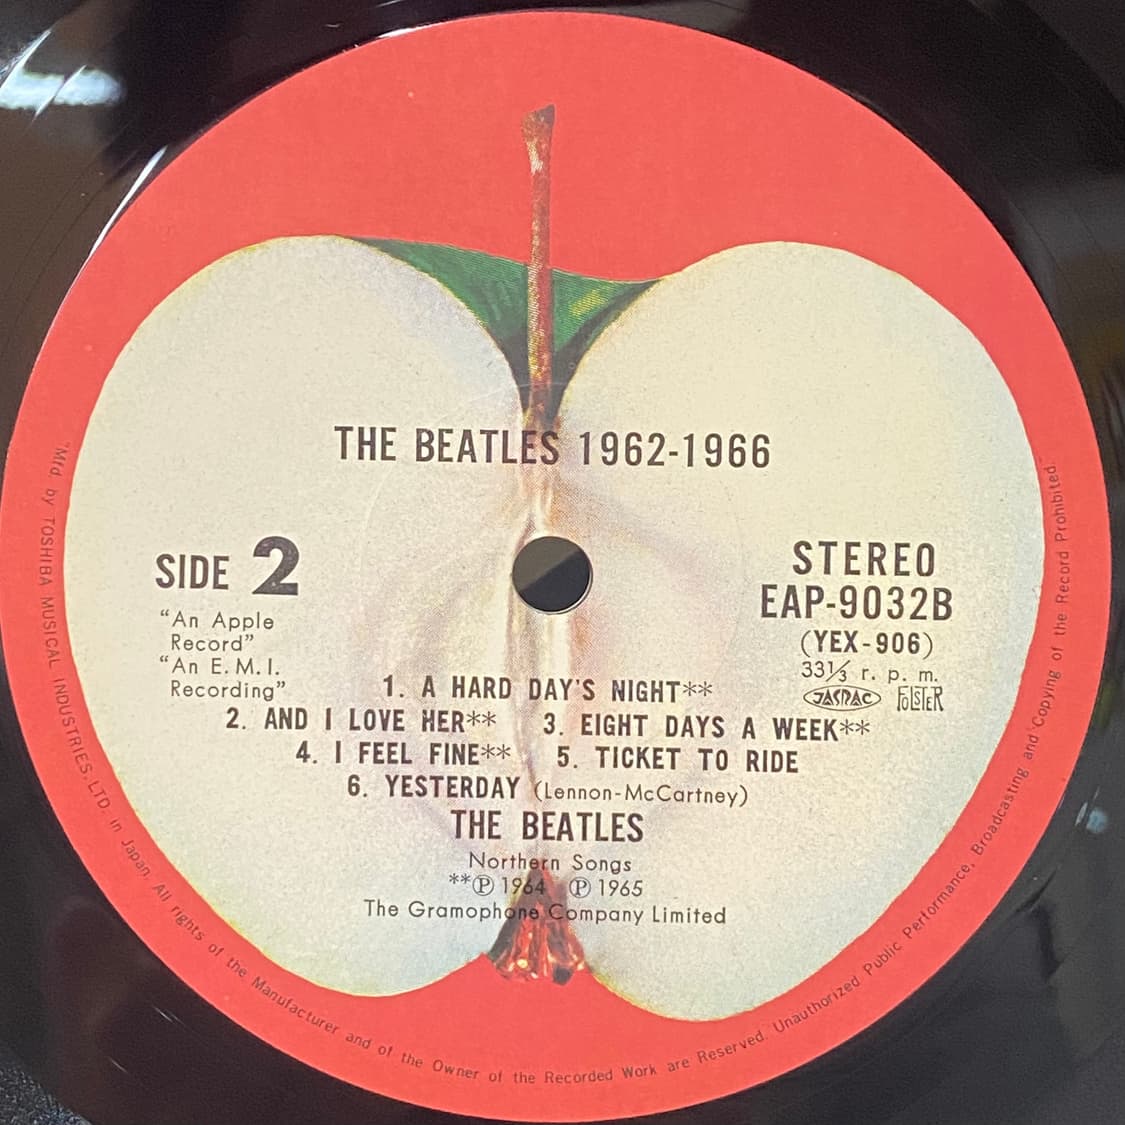 THE BEATLES 1962-1966
SIDE 2
“An Apple
Record”
“An E.M.I.
Recording”
STEREO
EAP-9032B
(YEX-906)
33⅓ r. p. m.
JASRAC FOLSTER
1. A HARD DAY'S NIGHT**
2. AND I LOVE HER** 3. EIGHT DAYS A WEEK**
4. I FEEL FINE** 5. TICKET TO RIDE
6. YESTERDAY (Lennon-McCartney)
THE BEATLES
Northern Songs
**Ⓟ 1964 Ⓟ 1965
The Gramophone Company Limited
"Mfd. by TOSHIBA MUSICAL INDUSTRIES. LTD. in Japan. All rights of the Manufacturer and of the Owner of the Recorded Work are Reserved. Unauthorized Public Performance, Broadcasting and Copying of the Record Prohibited.